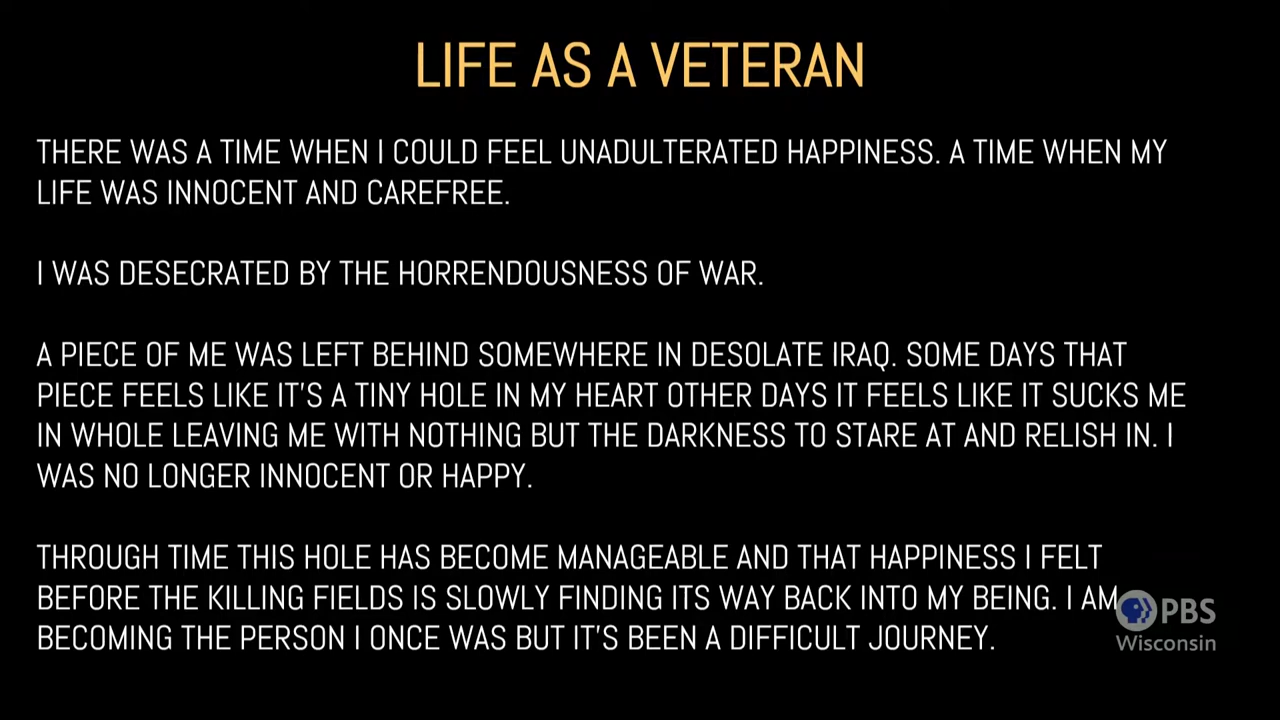 LIFE AS A VETERAN
THERE WAS A TIME WHEN I COULD FEEL UNADULTERATED HAPPINESS. A TIME WHEN MY
LIFE WAS INNOCENT AND CAREFREE.
I WAS DESECRATED BY THE HORRENDOUSNESS OF WAR.
A PIECE OF ME WAS LEFT BEHIND SOMEWHERE IN DESOLATE IRAQ. SOME DAYS THAT
PIECE FEELS LIKE IT'S A TINY HOLE IN MY HEART OTHER DAYS IT FEELS LIKE IT SUCKS ME
IN WHOLE LEAVING ME WITH NOTHING BUT THE DARKNESS TO STARE AT AND RELISH IN. I
WAS NO LONGER INNOCENT OR HAPPY.
THROUGH TIME THIS HOLE HAS BECOME MANAGEABLE AND THAT HAPPINESS I FELT
BEFORE THE KILLING FIELDS IS SLOWLY FINDING ITS WAY BACK INTO MY BEING. I AM
BECOMING THE PERSON I ONCE WAS BUT IT'S BEEN A DIFFICULT JOURNEY.
PBS
Wisconsin